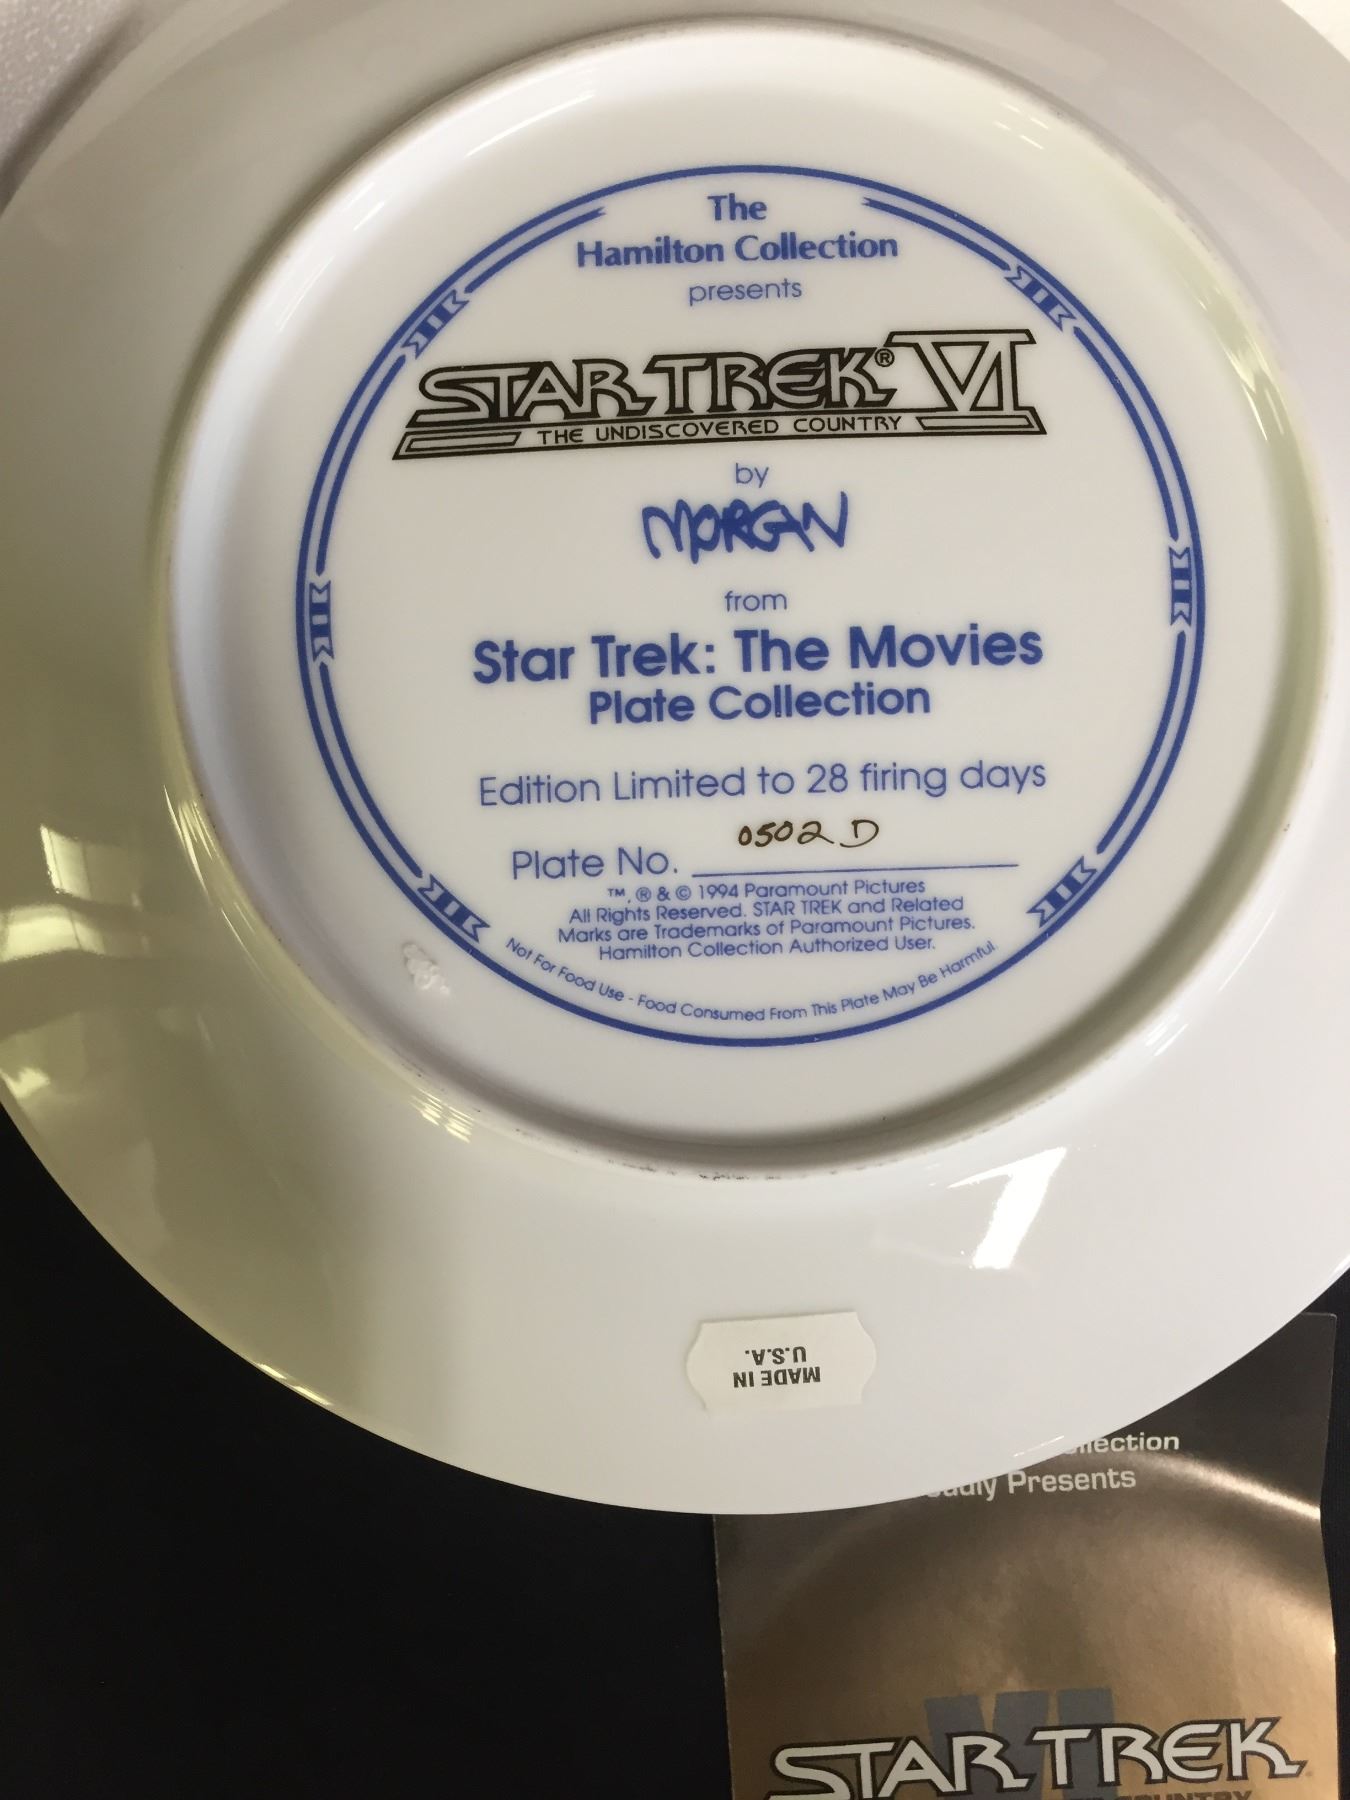 The
Hamilton Collection
presents
STAR TREK® VI
THE UNDISCOVERED COUNTRY
by
MORGAN
from
Star Trek: The Movies
Plate Collection
Edition Limited to 28 firing days
Plate No. 0502 D
™, ® & © 1994 Paramount Pictures
All Rights Reserved. STAR TREK and Related
Marks are Trademarks of Paramount Pictures.
Hamilton Collection Authorized User.
Not For Food Use - Food Consumed From This Plate May Be Harmful.
MADE IN
U.S.A.
Presents
VI
STAR TREK